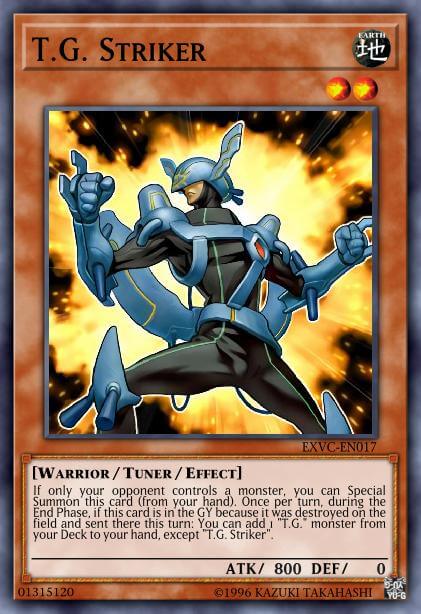 T.G. STRIKER
EARTH
地
EXVC-EN017
[WARRIOR / TUNER / EFFECT]
If only your opponent controls a monster, you can Special
Summon this card (from your hand). Once per turn, during the
End Phase, if this card is in the GY because it was destroyed on the
field and sent there this turn: You can add 1 "T.G." monster from
your Deck to your hand, except "T.G. Striker".
ATK/ 800 DEF/ 0
01315120
©1996 KAZUKI TAKAHASHI